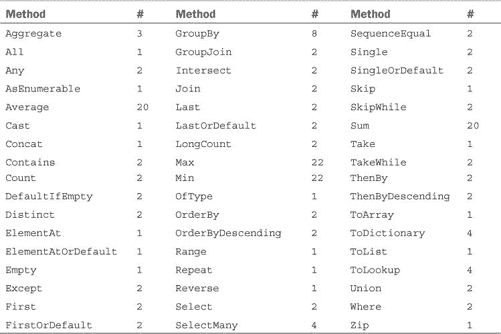 Method # Method # Method #
Aggregate 3 GroupBy 8 SequenceEqual 2
All 1 GroupJoin 2 Single 2
Any 2 Intersect 2 SingleOrDefault 2
AsEnumerable 1 Join 2 Skip 1
Average 20 Last 2 SkipWhile 2
Cast 1 LastOrDefault 2 Sum 20
Concat 1 LongCount 2 Take 1
Contains 2 Max 22 TakeWhile 2
Count 2 Min 22 ThenBy 2
DefaultIfEmpty 2 OfType 1 ThenByDescending 2
Distinct 2 OrderBy 2 ToArray 1
ElementAt 1 OrderByDescending 2 ToDictionary 4
ElementAtOrDefault 1 Range 1 ToList 1
Empty 1 Repeat 1 ToLookup 4
Except 2 Reverse 1 Union 2
First 2 Select 2 Where 2
FirstOrDefault 2 SelectMany 4 Zip 1